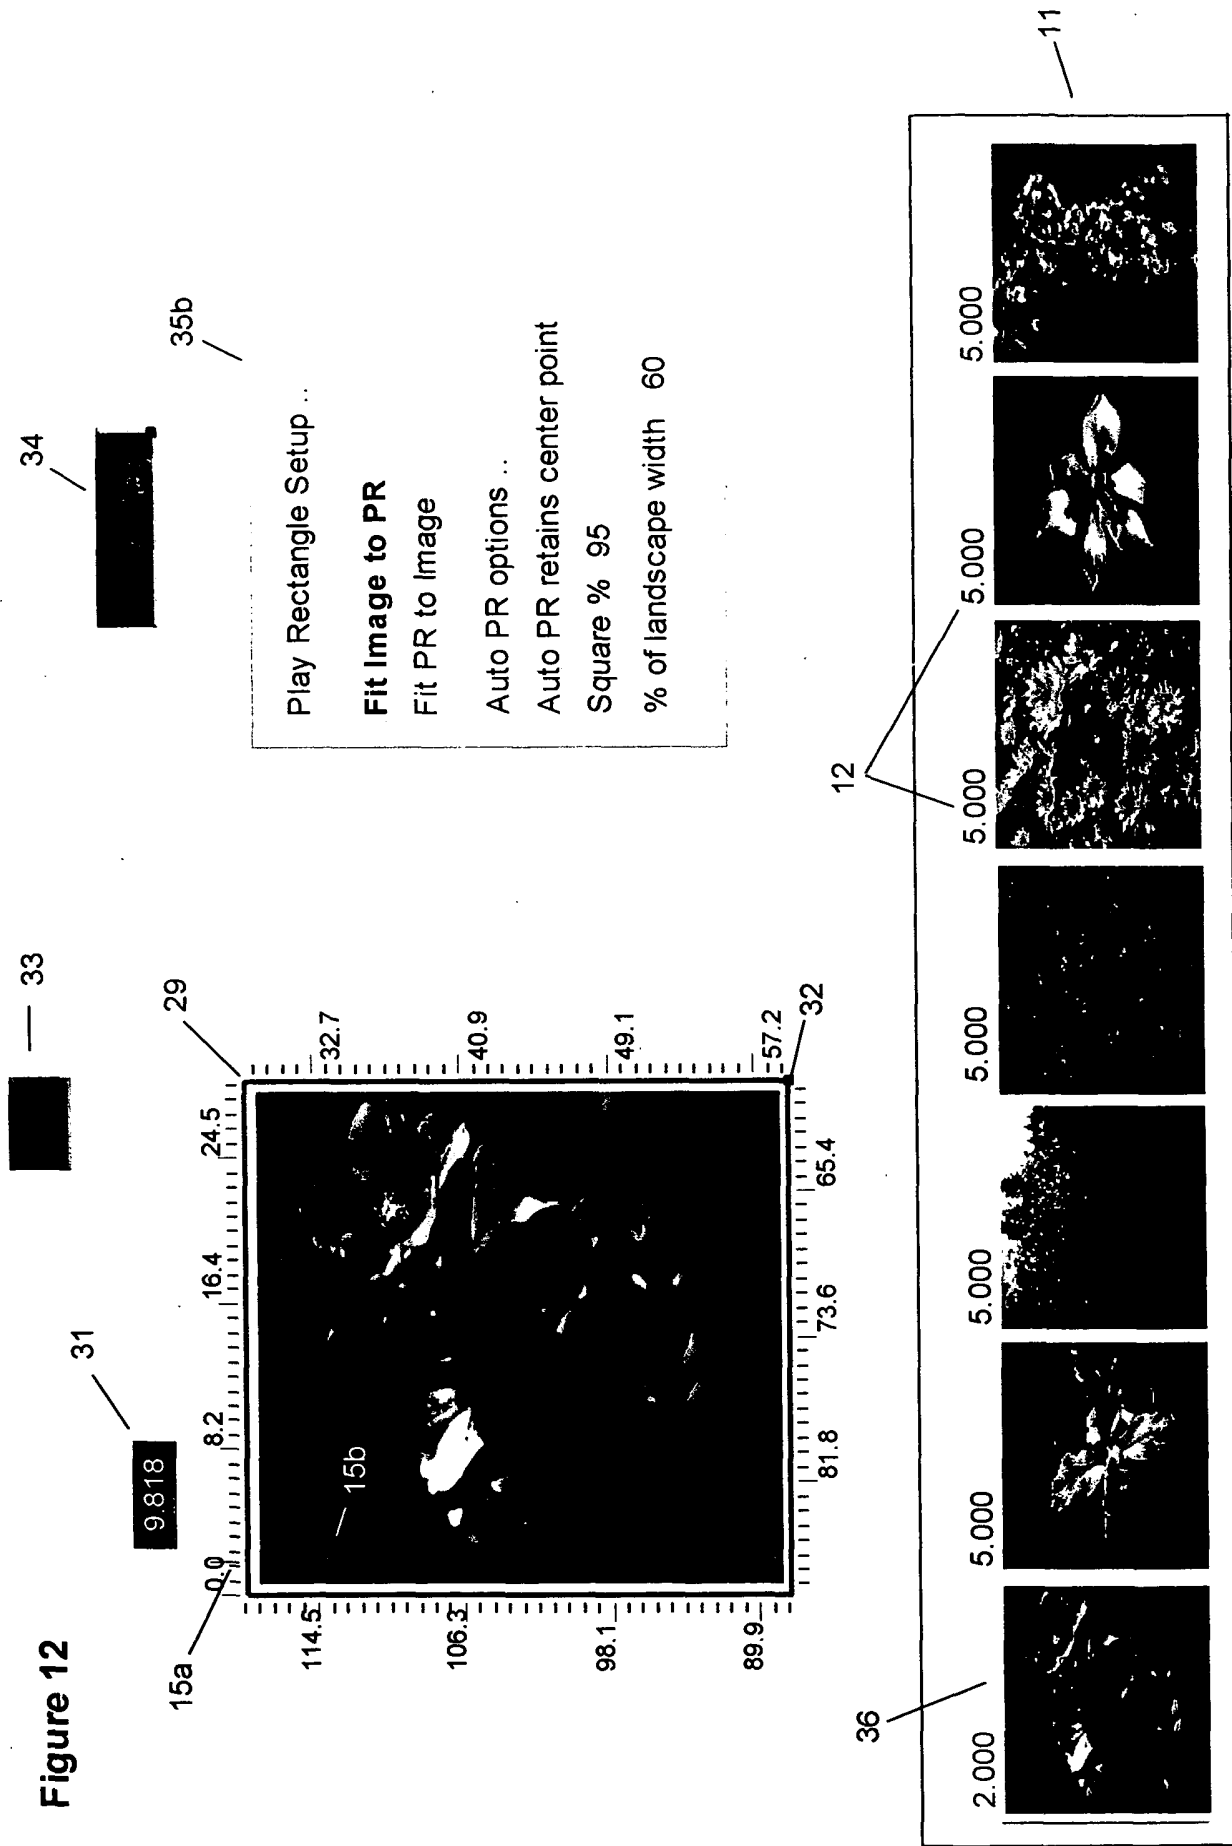 Figure 12
33
34
31
9.818
15a
0.0
8.2
16.4
24.5
29
35b
15b
114.5
106.3
98.1
89.9
32.7
40.9
49.1
57.2
81.8
73.6
65.4
32
Play Rectangle Setup ..
Fit Image to PR
Fit PR to Image
Auto PR options ..
Auto PR retains center point
Square % 95
% of landscape width 60
36
12
11
2.000
5.000
5.000
5.000
5.000
5.000
5.000